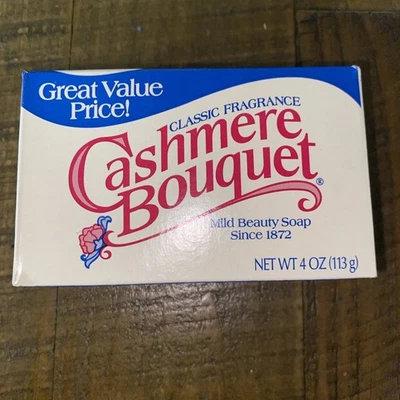 Great Value
Price!
CLASSIC FRAGRANCE
Cashmere
Bouquet®
Mild Beauty Soap
Since 1872
NET WT 4 OZ (113 g)